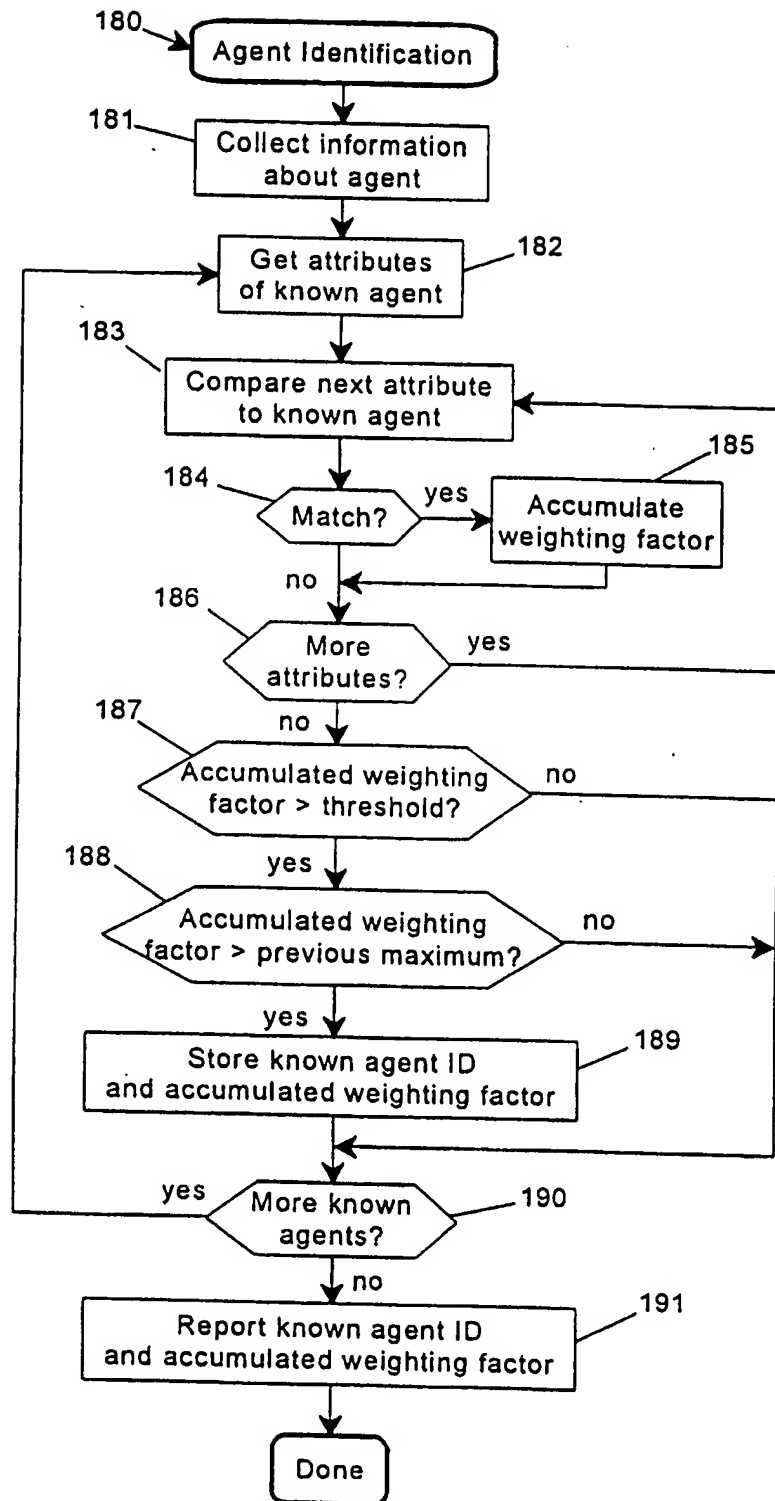 180
Agent Identification
181
Collect information
about agent
182
Get attributes
of known agent
183
Compare next attribute
to known agent
184
Match?
yes
185
Accumulate
weighting factor
no
186
More
attributes?
yes
no
187
Accumulated weighting
factor > threshold?
no
yes
188
Accumulated weighting
factor > previous maximum?
no
yes
189
Store known agent ID
and accumulated weighting factor
yes
More known
agents?
190
no
191
Report known agent ID
and accumulated weighting factor
Done